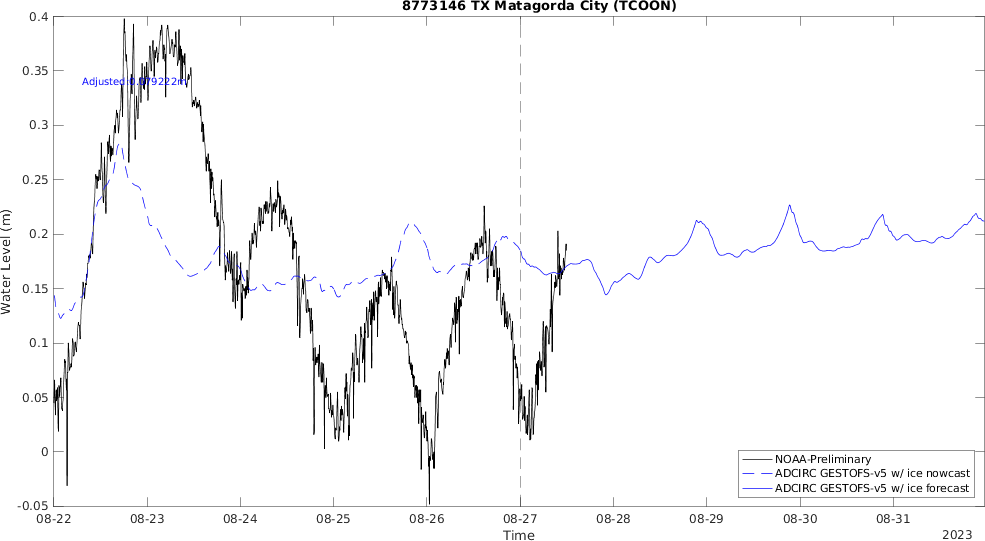 8773146 TX Matagorda City (TCOON)
0.4
0.35
0.3
0.25
0.2
0.15
0.1
0.05
0
-0.05
Water Level (m)
Adjusted:0.079222m
08-22 08-23 08-24 08-25 08-26 08-27 08-28 08-29 08-30 08-31
Time
2023
NOAA-Preliminary
ADCIRC GESTOFS-v5 w/ ice nowcast
ADCIRC GESTOFS-v5 w/ ice forecast